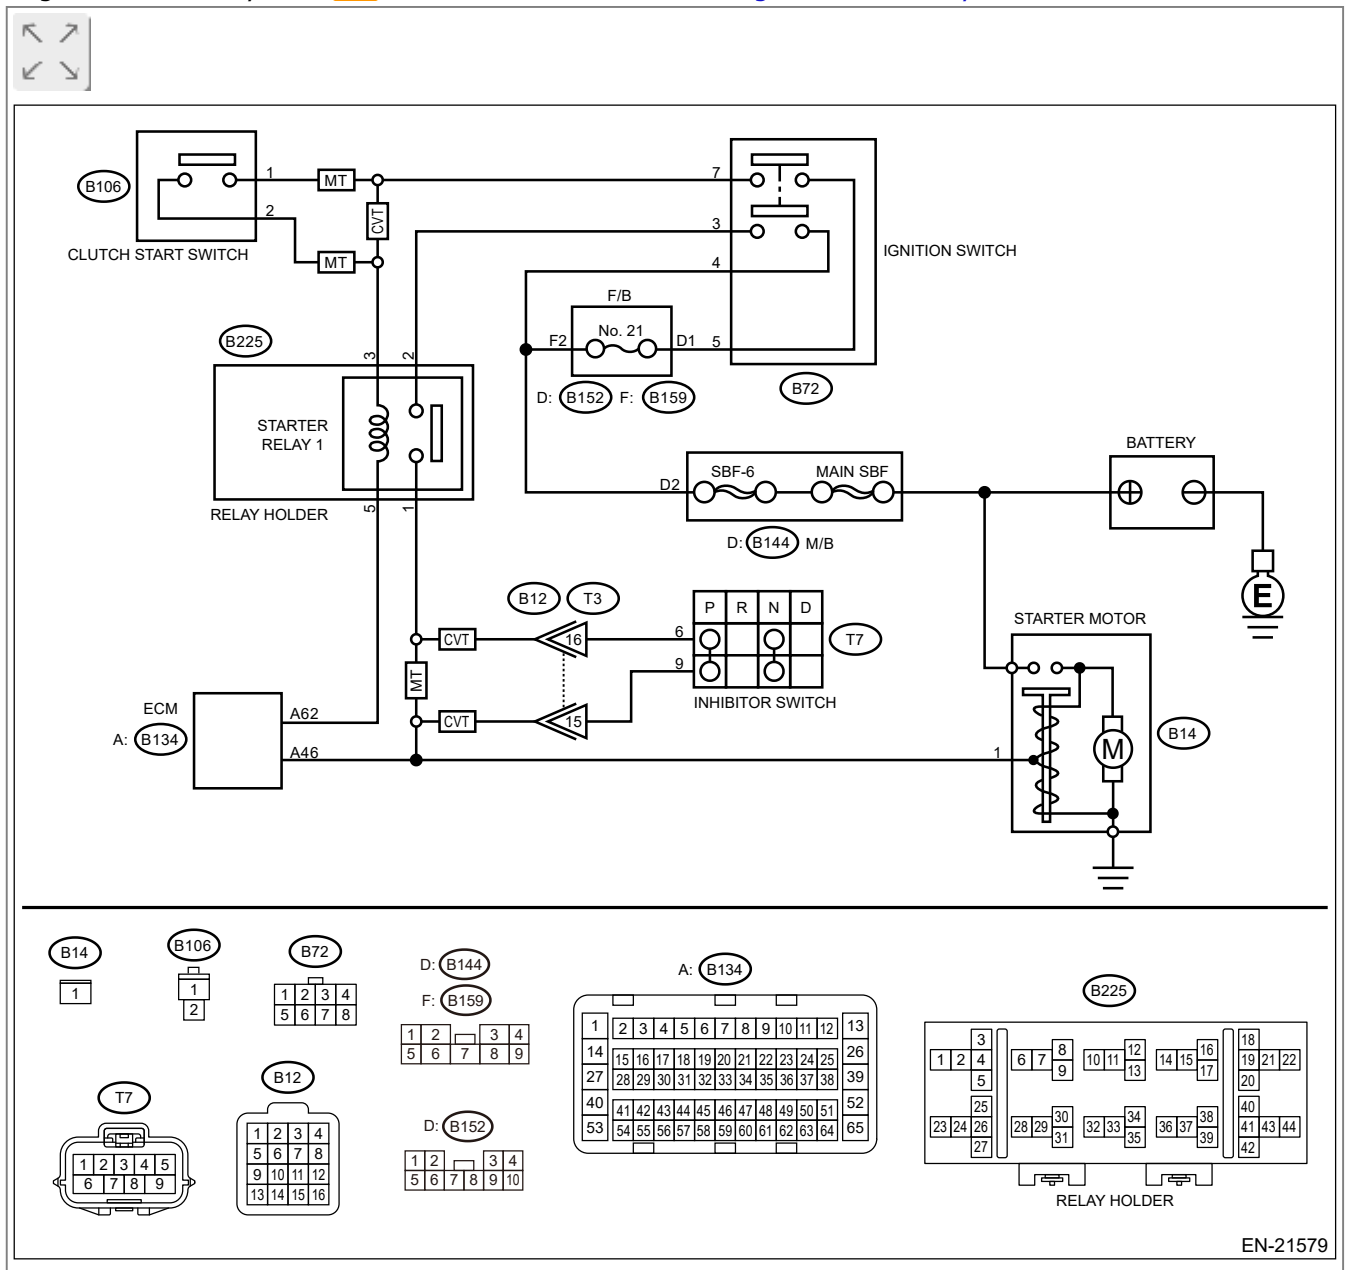 B106
1
2
MT
CVT
MT
CLUTCH START SWITCH
7
3
4
5
IGNITION SWITCH
B72
F/B
No. 21
F2
D1
D: B152 F: B159
B225
3
2
STARTER
RELAY 1
5
1
RELAY HOLDER
BATTERY
D2
SBF-6
MAIN SBF
D: B144 M/B
E
B12
T3
P R N D
CVT
16
6
T7
MT
9
CVT
15
INHIBITOR SWITCH
STARTER MOTOR
M
B14
1
ECM
A: B134
A62
A46
B14
1
B106
1
2
B72
1 2 3 4
5 6 7 8
D: B144
F: B159
1 2 3 4
5 6 7 8 9
A: B134
1 2 3 4 5 6 7 8 9 10 11 12 13
14 15 16 17 18 19 20 21 22 23 24 25 26
27 28 29 30 31 32 33 34 35 36 37 38 39
40 41 42 43 44 45 46 47 48 49 50 51 52
53 54 55 56 57 58 59 60 61 62 63 64 65
B225
3 8 12 16 18
1 2 4 6 7 10 11 14 15 19 21 22
5 9 13 17 20
25 30 34 38 40
23 24 26 28 29 32 33 36 37 41 43 44
27 31 35 39 42
RELAY HOLDER
T7
1 2 3 4 5
6 7 8 9
B12
1 2 3 4
5 6 7 8
9 10 11 12
13 14 15 16
D: B152
1 2 3 4
5 6 7 8 9 10
EN-21579